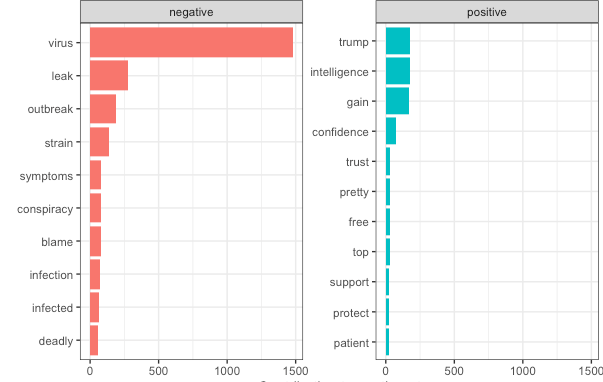 negative
virus
leak
outbreak
strain
symptoms
conspiracy
blame
infection
infected
deadly
0 500 1000 1500
positive
trump
intelligence
gain
confidence
trust
pretty
free
top
support
protect
patient
0 500 1000 1500